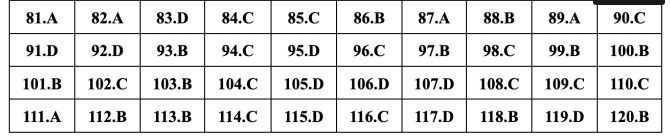 81.A 82.A 83.D 84.C 85.C 86.B 87.A 88.B 89.A 90.C
91.D 92.D 93.B 94.C 95.D 96.C 97.B 98.C 99.B 100.B
101.B 102.C 103.B 104.C 105.D 106.D 107.D 108.C 109.C 110.C
111.A 112.B 113.B 114.C 115.D 116.C 117.D 118.B 119.D 120.B